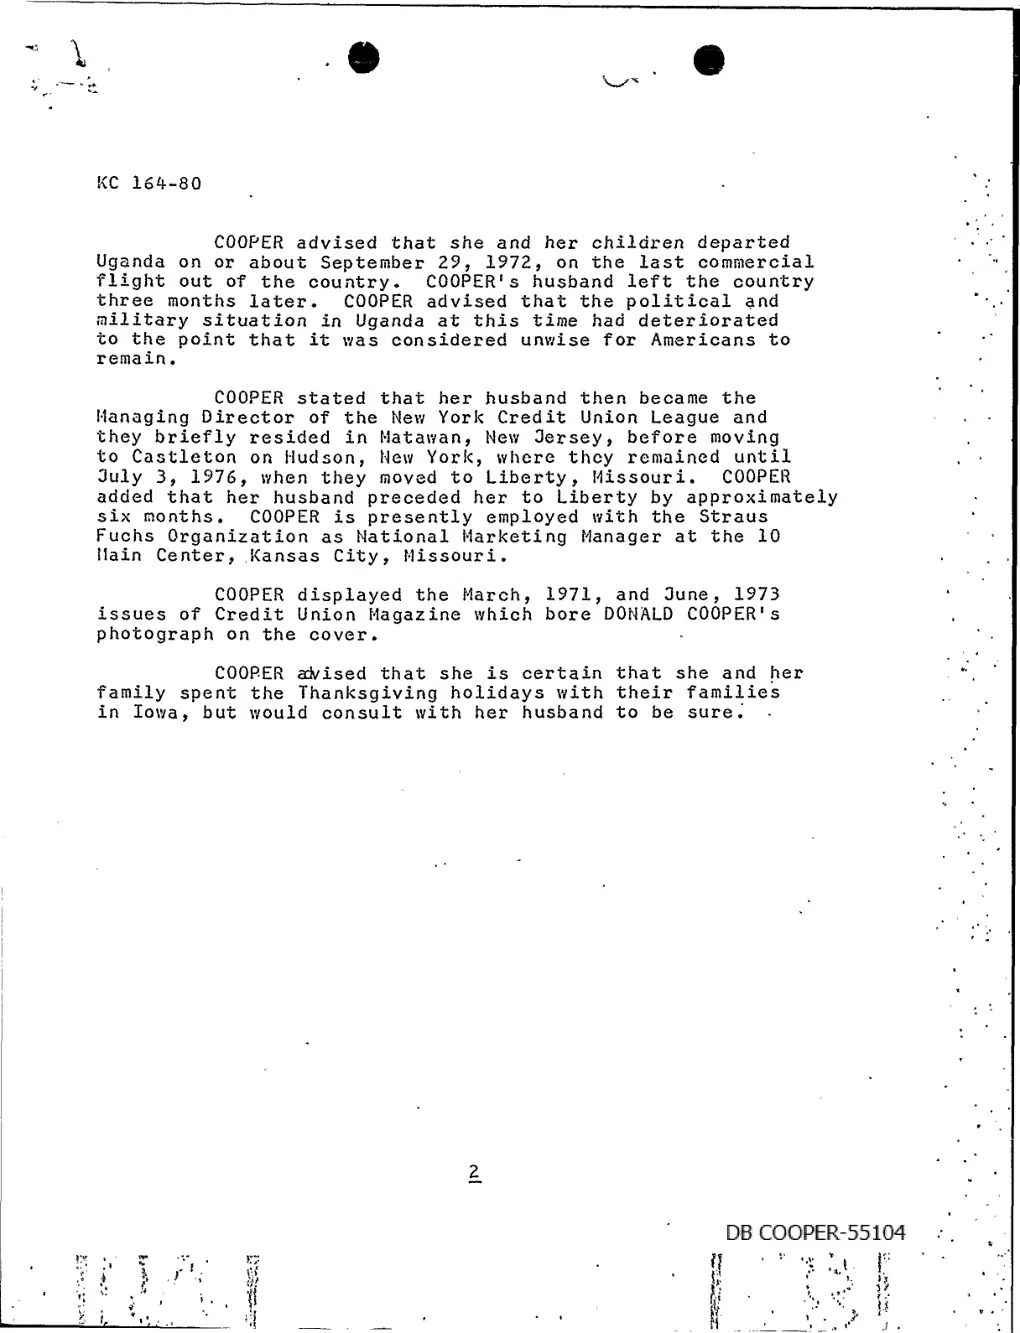 KC 164-80
COOPER advised that she and her children departed
Uganda on or about September 29, 1972, on the last commercial
flight out of the country. COOPER's husband left the country
three months later. COOPER advised that the political and
military situation in Uganda at this time had deteriorated
to the point that it was considered unwise for Americans to
remain.
COOPER stated that her husband then became the
Managing Director of the New York Credit Union League and
they briefly resided in Matawan, New Jersey, before moving
to Castleton on Hudson, New York, where they remained until
July 3, 1976, when they moved to Liberty, Missouri. COOPER
added that her husband preceded her to Liberty by approximately
six months. COOPER is presently employed with the Straus
Fuchs Organization as National Marketing Manager at the 10
Main Center, Kansas City, Missouri.
COOPER displayed the March, 1971, and June, 1973
issues of Credit Union Magazine which bore DONALD COOPER's
photograph on the cover.
COOPER advised that she is certain that she and her
family spent the Thanksgiving holidays with their families
in Iowa, but would consult with her husband to be sure.
2
DB COOPER-55104